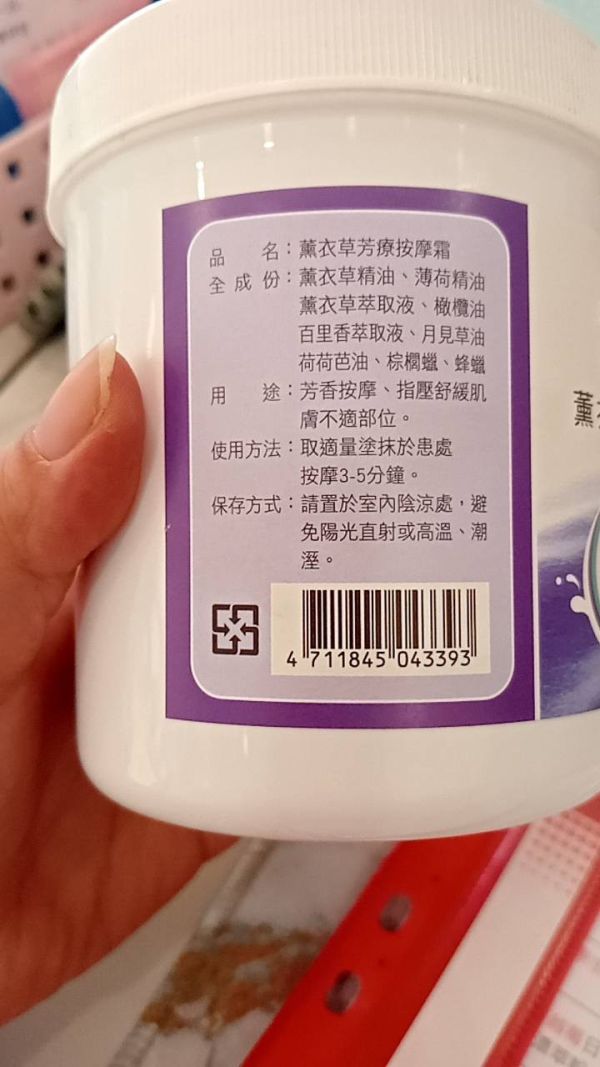 品名：薰衣草芳療按摩霜
全成份：薰衣草精油、薄荷精油
薰衣草萃取液、橄欖油
百里香萃取液、月見草油
荷荷芭油、棕櫚蠟、蜂蠟
用途：芳香按摩、指壓舒緩肌
膚不適部位。
使用方法：取適量塗抹於患處
按摩3-5分鐘。
保存方式：請置於室內陰涼處，避
免陽光直射或高溫、潮
溼。
4 711845 043393
薰